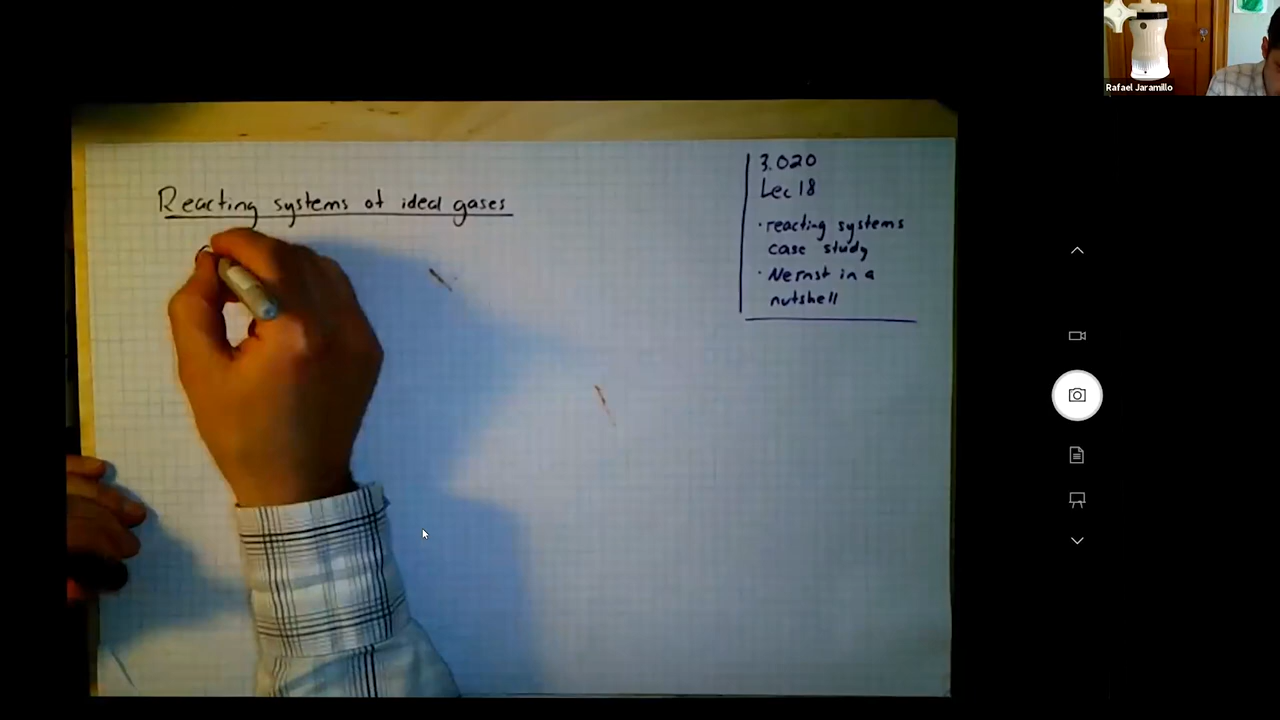 Rafael Jaramillo
Reacting systems of ideal gases
3.020
Lec 18
· reacting systems
case study
· Nernst in a
nutshell